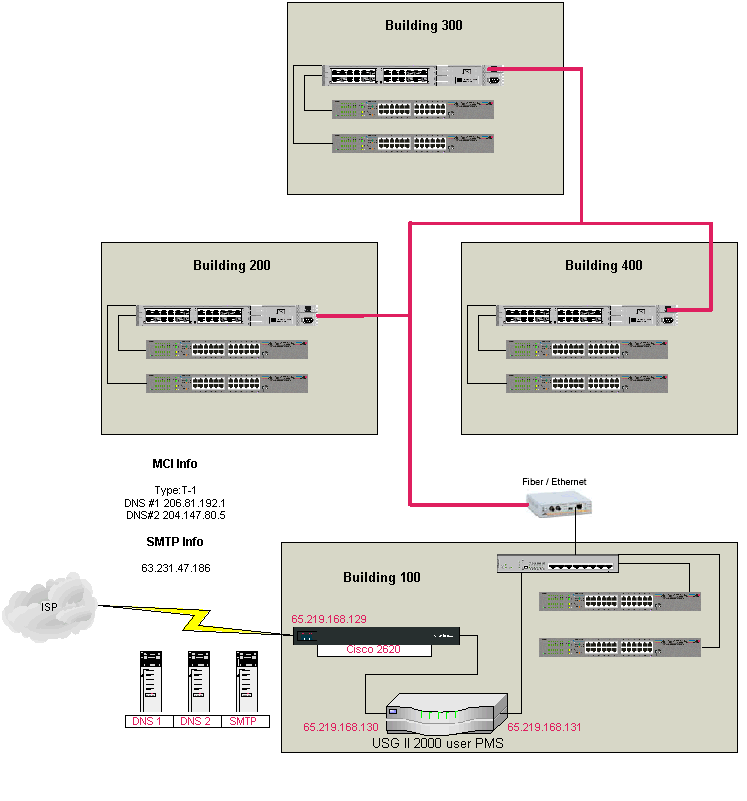 Building 300
Building 200
Building 400
MCI Info
Type:T-1
DNS #1 206.81.192.1
DNS#2 204.147.80.5
SMTP Info
63.231.47.186
Fiber / Ethernet
Building 100
ISP
65.219.168.129
Cisco 2620
DNS 1
DNS 2
SMTP
65.219.168.130
65.219.168.131
USG II 2000 user PMS